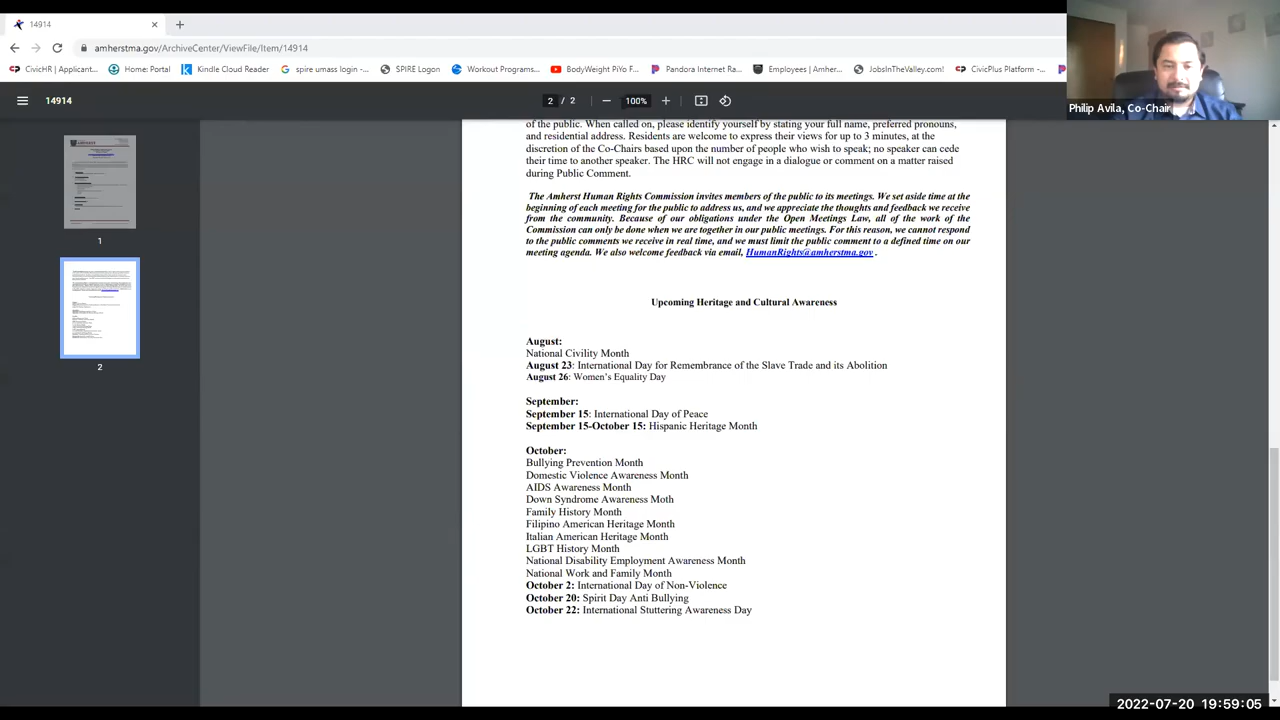 14914
amherstma.gov/ArchiveCenter/ViewFile/Item/14914
CivicHR | Applicant...
Home: Portal
Kindle Cloud Reader
spire umass login -...
SPIRE Logon
Workout Programs...
BodyWeight PiYo F...
Pandora Internet Ra...
Employees | Amher...
JobsInTheValley.com!
CivicPlus Platform -...
Philip Avila, Co-Chair
14914
2 / 2
100%
1
2
of the public. When called on, please identify yourself by stating your full name, preferred pronouns,
and residential address. Residents are welcome to express their views for up to 3 minutes, at the
discretion of the Co-Chairs based upon the number of people who wish to speak; no speaker can cede
their time to another speaker. The HRC will not engage in a dialogue or comment on a matter raised
during Public Comment.
The Amherst Human Rights Commission invites members of the public to its meetings. We set aside time at the
beginning of each meeting for the public to address us, and we appreciate the thoughts and feedback we receive
from the community. Because of our obligations under the Open Meetings Law, all of the work of the
Commission can only be done when we are together in our public meetings. For this reason, we cannot respond
to the public comments we receive in real time, and we must limit the public comment to a defined time on our
meeting agenda. We also welcome feedback via email, HumanRights@amherstma.gov .
Upcoming Heritage and Cultural Awareness
August:
National Civility Month
August 23: International Day for Remembrance of the Slave Trade and its Abolition
August 26: Women's Equality Day
September:
September 15: International Day of Peace
September 15-October 15: Hispanic Heritage Month
October:
Bullying Prevention Month
Domestic Violence Awareness Month
AIDS Awareness Month
Down Syndrome Awareness Moth
Family History Month
Filipino American Heritage Month
Italian American Heritage Month
LGBT History Month
National Disability Employment Awareness Month
National Work and Family Month
October 2: International Day of Non-Violence
October 20: Spirit Day Anti Bullying
October 22: International Stuttering Awareness Day
2022-07-20 19:59:05